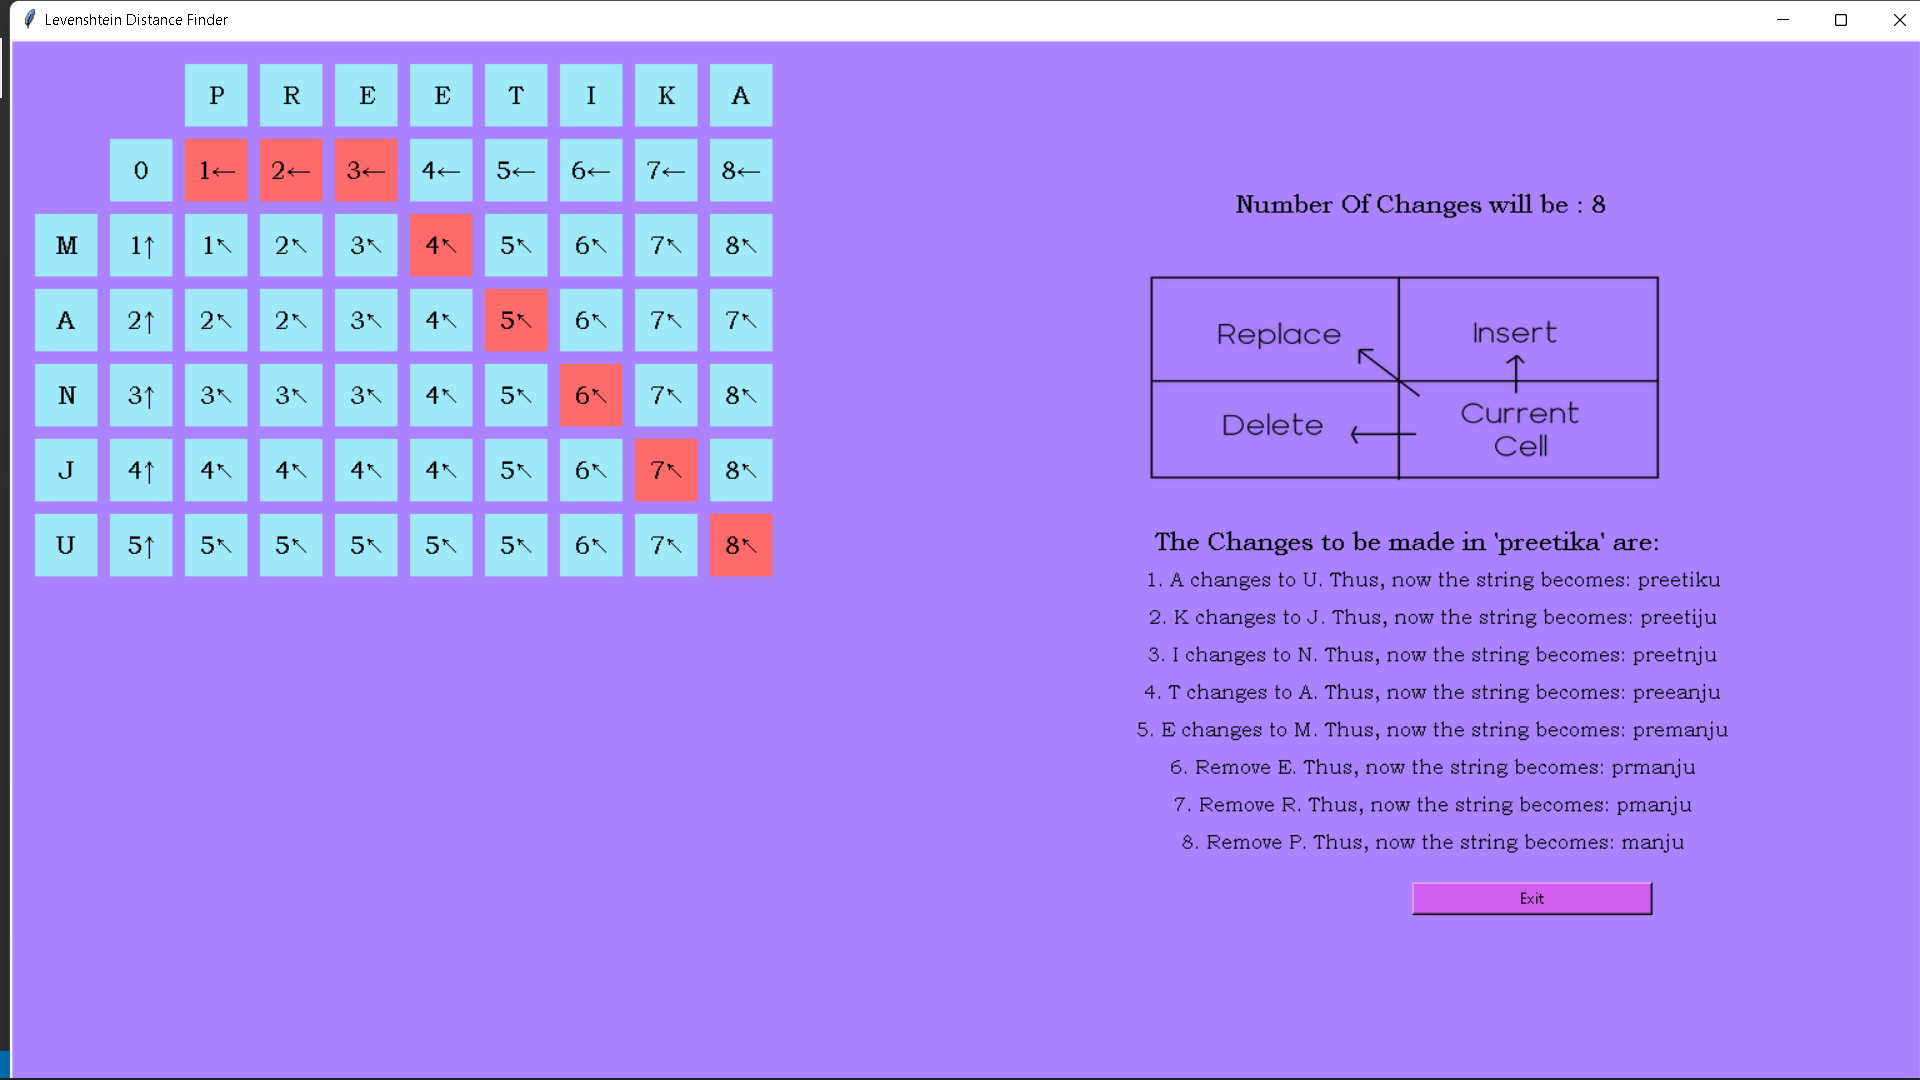 Levenshtein Distance Finder
P R E E T I K A
0 1← 2← 3← 4← 5← 6← 7← 8←
M 1↑ 1↖ 2↖ 3↖ 4↖ 5↖ 6↖ 7↖ 8↖
A 2↑ 2↖ 2↖ 3↖ 4↖ 5↖ 6↖ 7↖ 7↖
N 3↑ 3↖ 3↖ 3↖ 4↖ 5↖ 6↖ 7↖ 8↖
J 4↑ 4↖ 4↖ 4↖ 4↖ 5↖ 6↖ 7↖ 8↖
U 5↑ 5↖ 5↖ 5↖ 5↖ 5↖ 6↖ 7↖ 8↖
Number Of Changes will be : 8
Replace Insert
Delete Current
Cell
The Changes to be made in 'preetika' are:
1. A changes to U. Thus, now the string becomes: preetiku
2. K changes to J. Thus, now the string becomes: preetiju
3. I changes to N. Thus, now the string becomes: preetnju
4. T changes to A. Thus, now the string becomes: preeanju
5. E changes to M. Thus, now the string becomes: premanju
6. Remove E. Thus, now the string becomes: prmanju
7. Remove R. Thus, now the string becomes: pmanju
8. Remove P. Thus, now the string becomes: manju
Exit